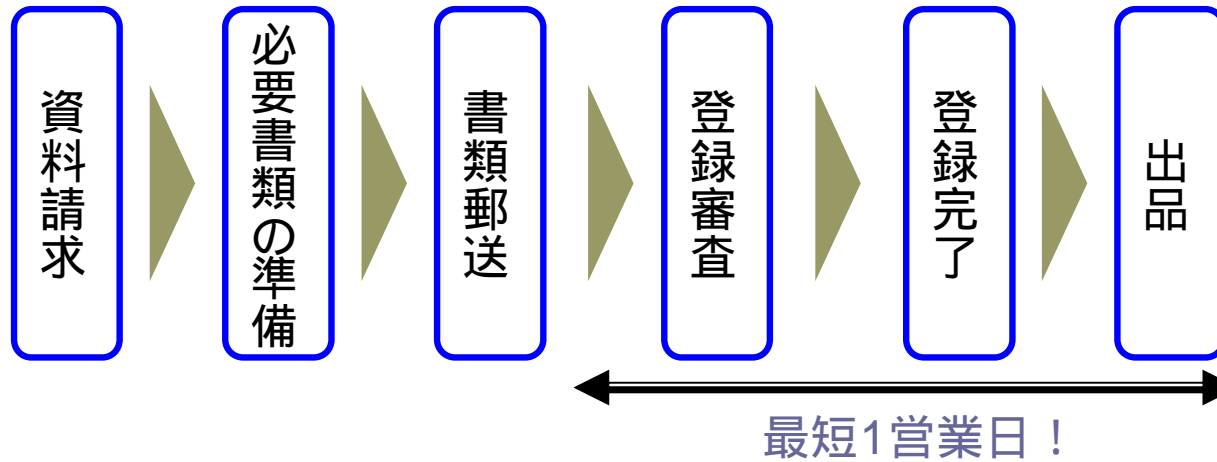 資料請求
必要書類の準備
書類郵送
登録審査
登録完了
出品
最短1営業日！